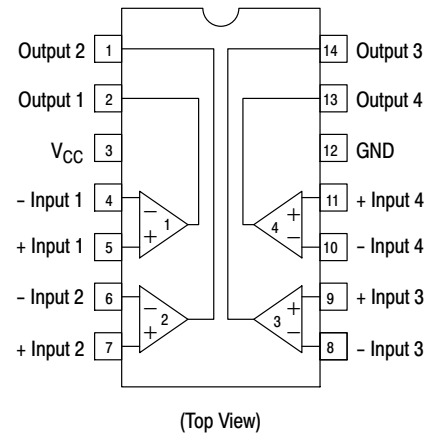 Output 2 1 14 Output 3
Output 1 2 13 Output 4
VCC 3 12 GND
– Input 1 4 − 11 + Input 4
1 + 4
+ Input 1 5 + − 10 – Input 4
– Input 2 6 − 9 + Input 3
2 + 3
+ Input 2 7 + − 8 – Input 3
(Top View)